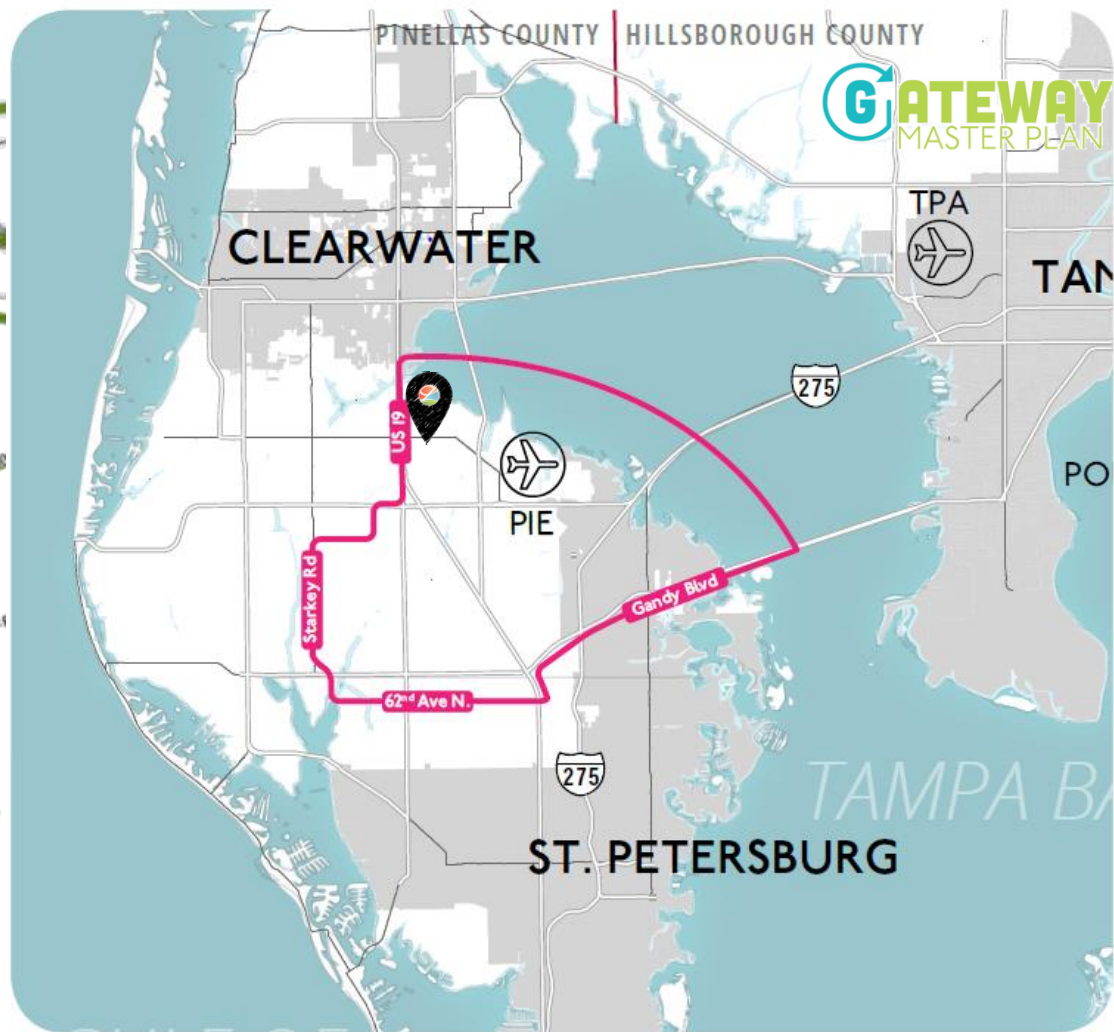 PINELLAS COUNTY HILLSBOROUGH COUNTY
GATEWAY
MASTER PLAN
TPA
CLEARWATER
TAN
275
US 19
PO
PIE
Starkey Rd
Gandy Blvd
62nd Ave N.
275
TAMPA BA
ST. PETERSBURG